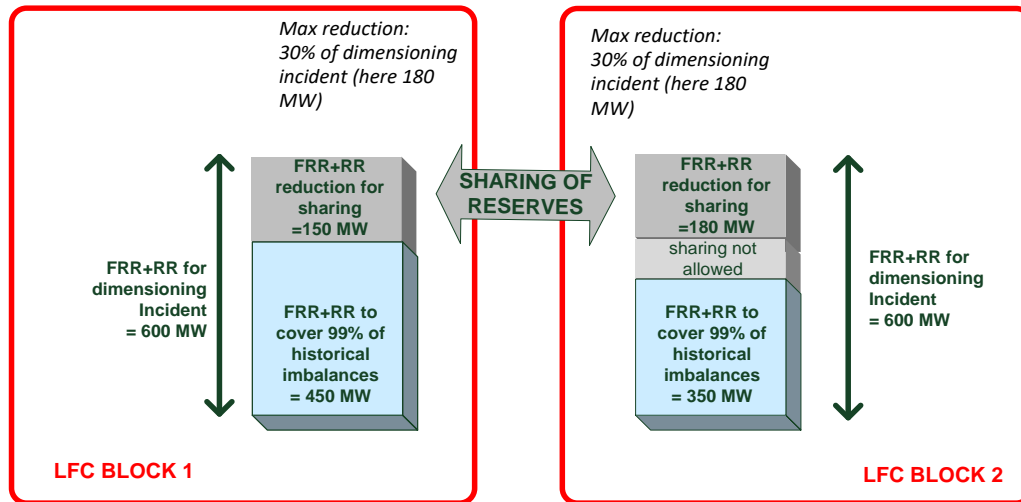 Max reduction:
30% of dimensioning
incident (here 180
MW)
FRR+RR for
dimensioning
Incident
= 600 MW
FRR+RR
reduction for
sharing
=150 MW
FRR+RR to
cover 99% of
historical
imbalances
= 450 MW
LFC BLOCK 1
SHARING OF
RESERVES
Max reduction:
30% of dimensioning
incident (here 180
MW)
FRR+RR
reduction for
sharing
=180 MW
sharing not
allowed
FRR+RR to
cover 99% of
historical
imbalances
= 350 MW
FRR+RR for
dimensioning
Incident
= 600 MW
LFC BLOCK 2